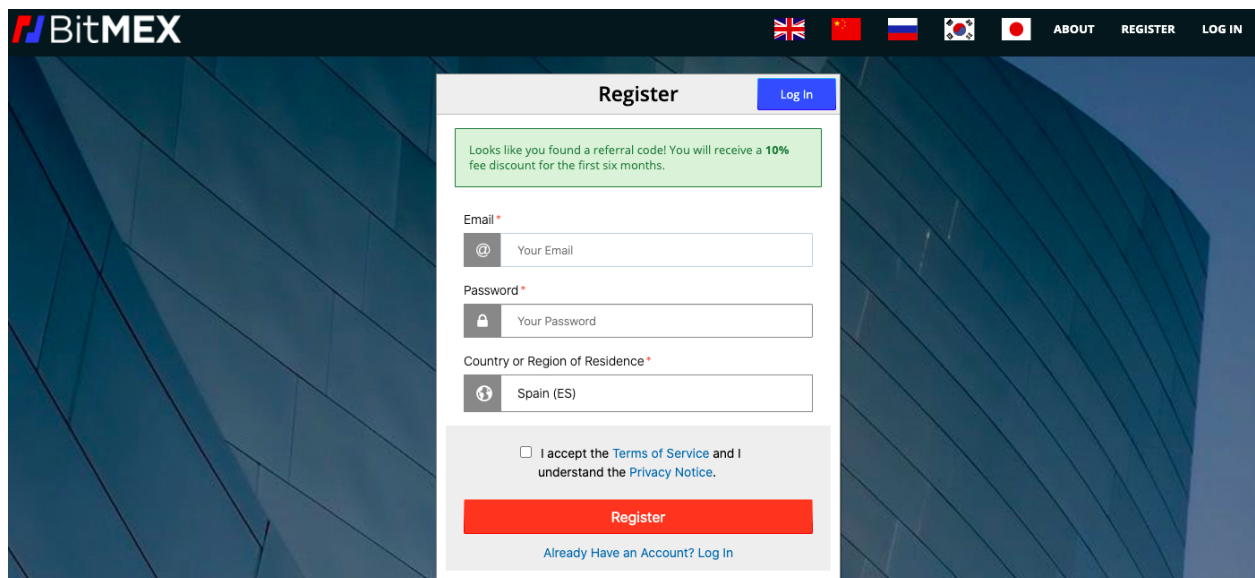 BitMEX
ABOUT REGISTER LOG IN
Register
Log In
Looks like you found a referral code! You will receive a 10%
fee discount for the first six months.
Email *
@ Your Email
Password *
Your Password
Country or Region of Residence *
Spain (ES)
I accept the Terms of Service and I
understand the Privacy Notice.
Register
Already Have an Account? Log In